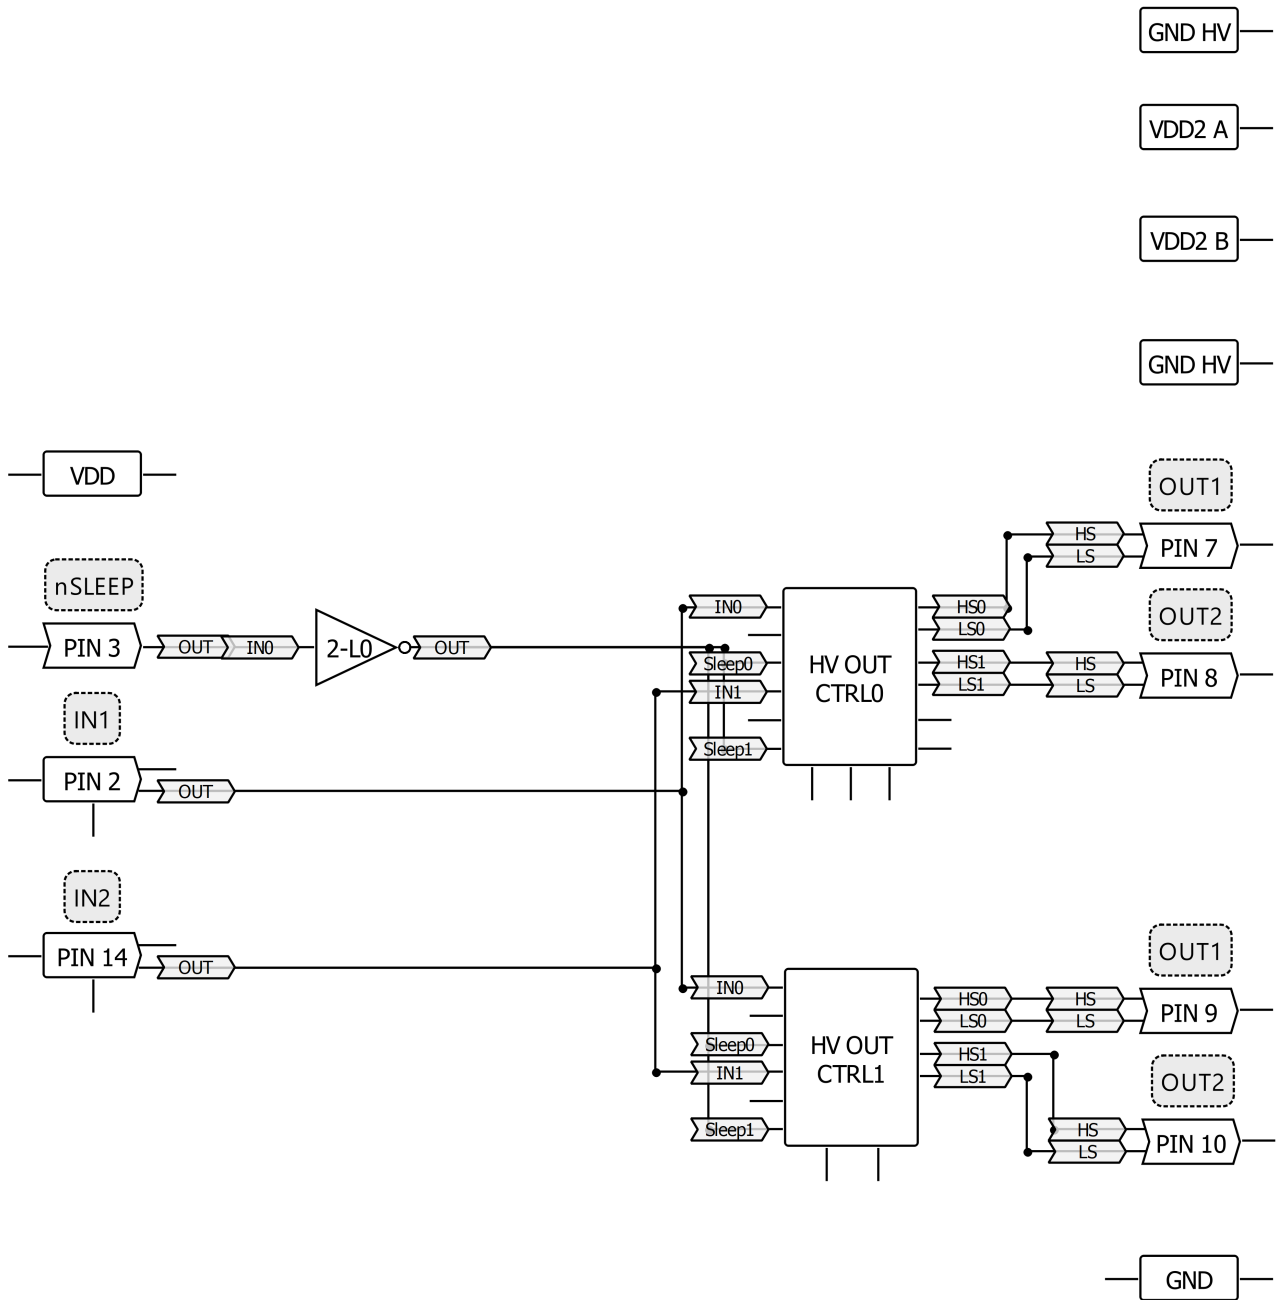 GND HV
VDD2 A
VDD2 B
GND HV
VDD
OUT1
HS
LS
PIN 7
nSLEEP
PIN 3
OUT
IN0
2-L0
OUT
IN0
Sleep0
IN1
Sleep1
HV OUT
CTRL0
HS0
LS0
HS1
LS1
OUT2
HS
LS
PIN 8
IN1
PIN 2
OUT
IN2
PIN 14
OUT
IN0
Sleep0
IN1
Sleep1
HV OUT
CTRL1
HS0
LS0
HS1
LS1
OUT1
HS
LS
PIN 9
OUT2
HS
LS
PIN 10
GND